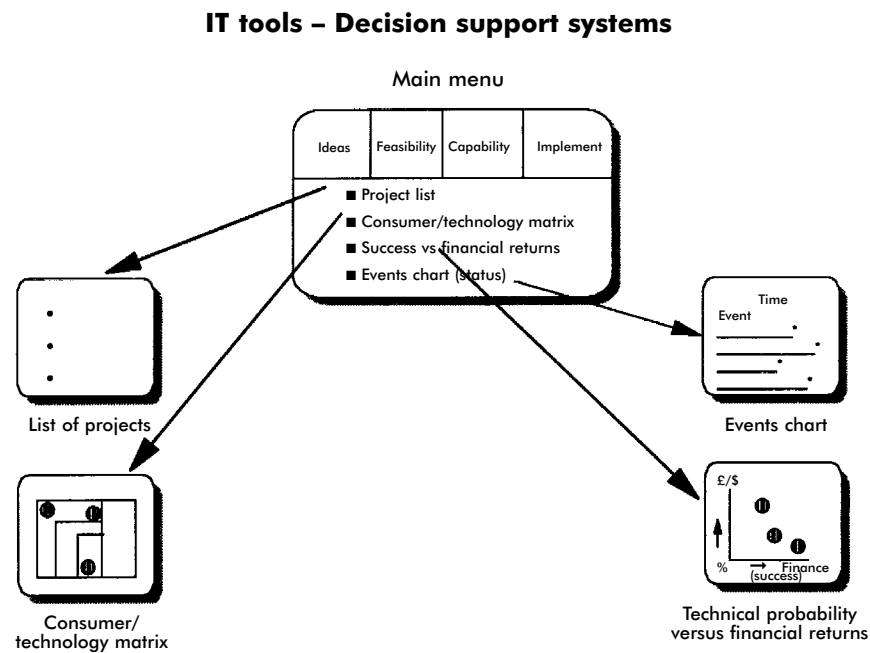 IT tools – Decision support systems
Main menu
Ideas
Feasibility
Capability
Implement
■ Project list
■ Consumer/technology matrix
■ Success vs financial returns
■ Events chart (status)
List of projects
Time
Event
Events chart
Consumer/
technology matrix
£/$
% → Finance
(success)
Technical probability
versus financial returns